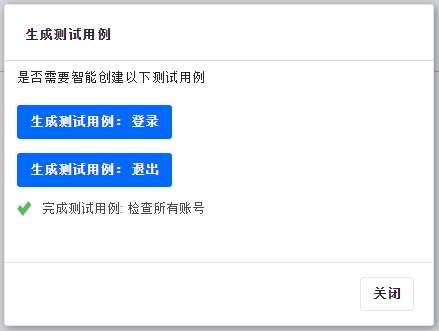 生成测试用例
是否需要智能创建以下测试用例
生成测试用例：登录
生成测试用例：退出
完成测试用例: 检查所有账号
关闭